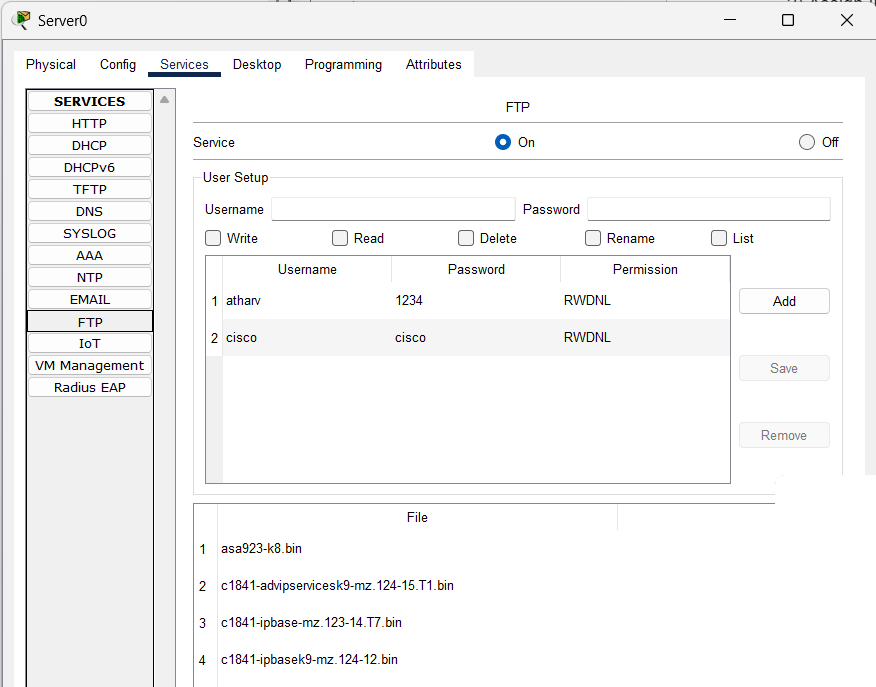 Server0
Physical Config Services Desktop Programming Attributes
SERVICES
HTTP
DHCP
DHCPv6
TFTP
DNS
SYSLOG
AAA
NTP
EMAIL
FTP
IoT
VM Management
Radius EAP
FTP
Service On Off
User Setup
Username Password
Write Read Delete Rename List
Username Password Permission
1 atharv 1234 RWDNL
2 cisco cisco RWDNL
Add
Save
Remove
File
1 asa923-k8.bin
2 c1841-advipservicesk9-mz.124-15.T1.bin
3 c1841-ipbase-mz.123-14.T7.bin
4 c1841-ipbasek9-mz.124-12.bin